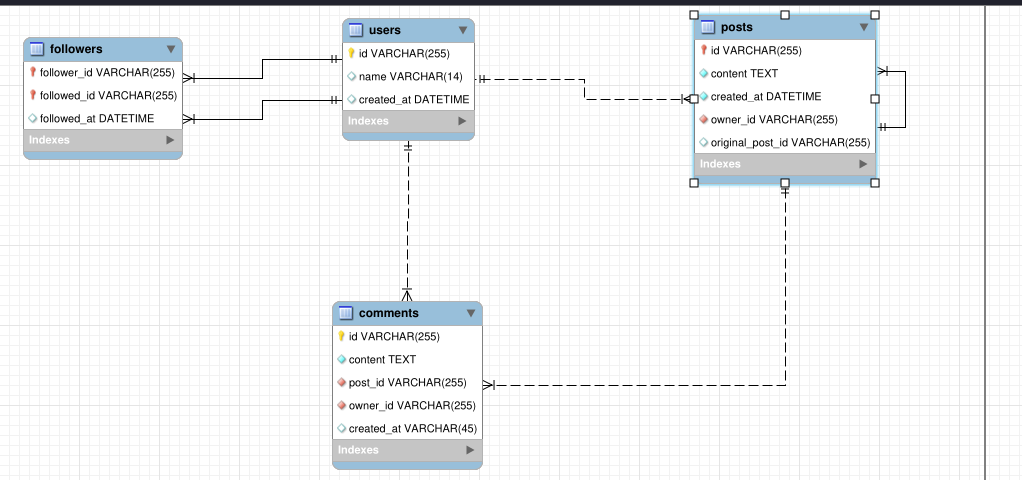 followers
follower_id VARCHAR(255)
followed_id VARCHAR(255)
followed_at DATETIME
Indexes
users
id VARCHAR(255)
name VARCHAR(14)
created_at DATETIME
Indexes
posts
id VARCHAR(255)
content TEXT
created_at DATETIME
owner_id VARCHAR(255)
original_post_id VARCHAR(255)
Indexes
comments
id VARCHAR(255)
content TEXT
post_id VARCHAR(255)
owner_id VARCHAR(255)
created_at VARCHAR(45)
Indexes